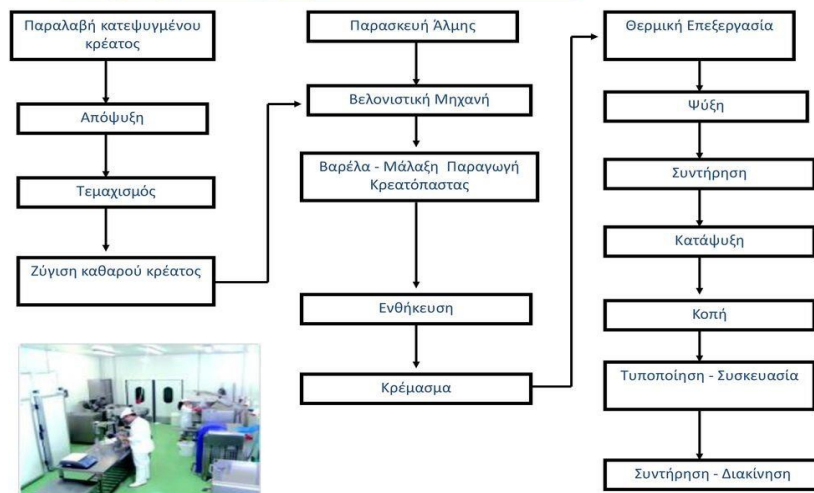 Παραλαβή κατεψυγμένου
κρέατος
Απόψυξη
Τεμαχισμός
Ζύγιση καθαρού κρέατος
Παρασκευή Άλμης
Βελονιστική Μηχανή
Βαρέλα - Μάλαξη Παραγωγή
Κρεατόπαστας
Ενθήκευση
Κρέμασμα
Θερμική Επεξεργασία
Ψύξη
Συντήρηση
Κατάψυξη
Κοπή
Τυποποίηση - Συσκευασία
Συντήρηση - Διακίνηση